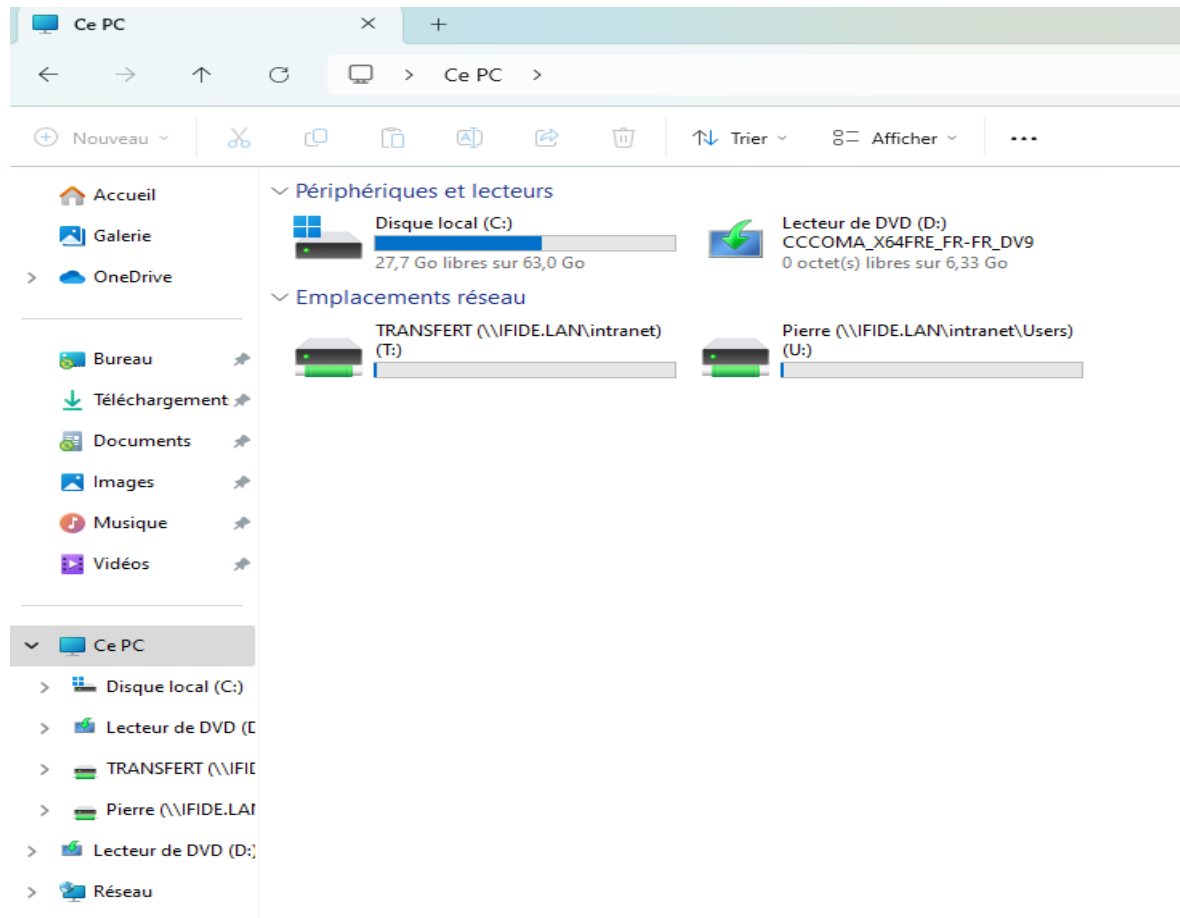 Ce PC
Ce PC
Nouveau
Trier
Afficher
Accueil
Galerie
OneDrive
Bureau
Téléchargement
Documents
Images
Musique
Vidéos
Ce PC
Disque local (C:)
Lecteur de DVD (D
TRANSFERT (\\IFID
Pierre (\\IFIDE.LAN
Lecteur de DVD (D:)
Réseau
Périphériques et lecteurs
Disque local (C:)
27,7 Go libres sur 63,0 Go
Lecteur de DVD (D:)
CCCOMA_X64FRE_FR-FR_DV9
0 octet(s) libres sur 6,33 Go
Emplacements réseau
TRANSFERT (\\IFIDE.LAN\intranet)
(T:)
Pierre (\\IFIDE.LAN\intranet\Users)
(U:)